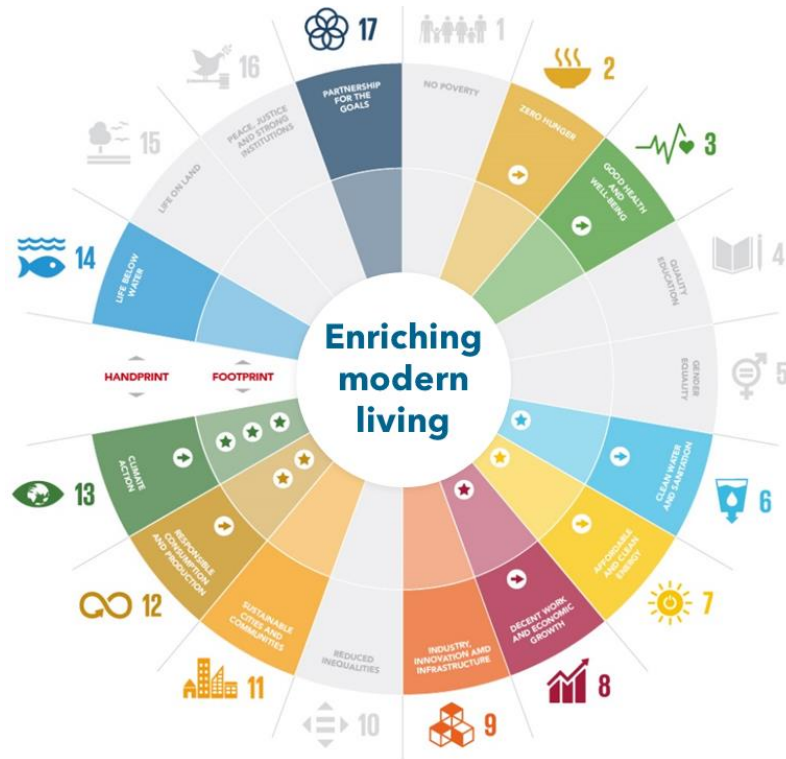 17
1
2
3
4
5
6
7
8
9
10
11
12
13
14
15
16
PARTNERSHIP
FOR THE
GOALS
NO POVERTY
ZERO HUNGER
GOOD HEALTH
AND
WELL-BEING
QUALITY
EDUCATION
GENDER
EQUALITY
CLEAN WATER
AND SANITATION
AFFORDABLE
AND CLEAN
ENERGY
DECENT WORK
AND ECONOMIC
GROWTH
INDUSTRY,
INNOVATION AMD
INFRASTRUCTURE
REDUCED
INEQUALITIES
SUSTAINABLE
CITIES AND
COMMUNITIES
RESPONSIBLE
CONSUMPTION
AND PRODUCTION
CLIMATE
ACTION
HANDPRINT
FOOTPRINT
LIFE BELOW
WATER
LIFE ON LAND
PEACE, JUSTICE
AND STRONG
INSTITUTIONS
Enriching
modern
living